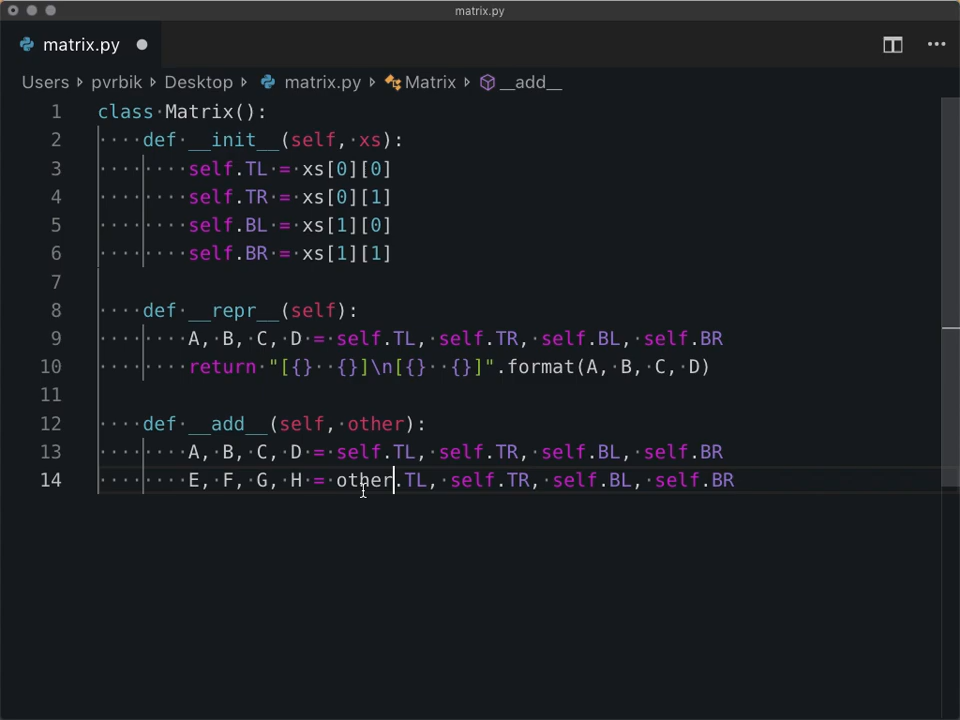 matrix.py
matrix.py
Users Desktop matrix.py Matrix __add__
1 class Matrix():
2 def __init__(self, xs):
3 self.TL = xs[0][0]
4 self.TR = xs[0][1]
5 self.BL = xs[1][0]
6 self.BR = xs[1][1]
7
8 def __repr__(self):
9 A, B, C, D = self.TL, self.TR, self.BL, self.BR
10 return "[{}  {}]\n[{}  {}]".format(A, B, C, D)
11
12 def __add__(self, other):
13 A, B, C, D = self.TL, self.TR, self.BL, self.BR
14 E, F, G, H = other.TL, self.TR, self.BL, self.BR